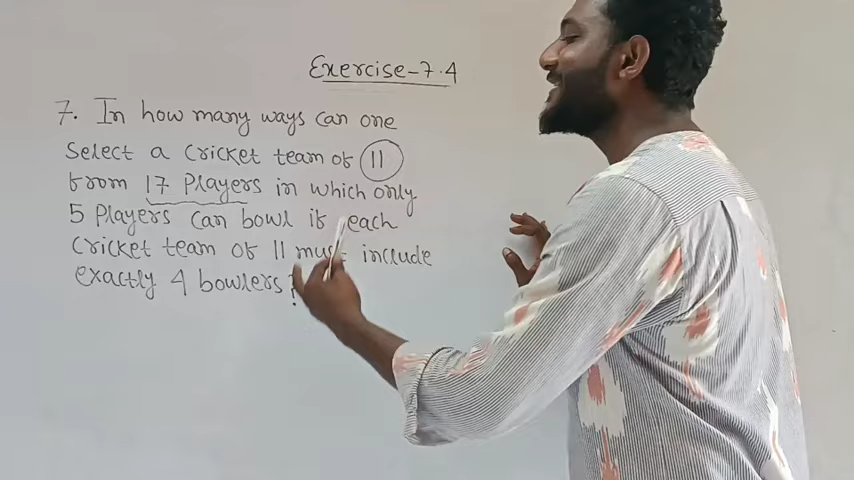 Exercise-7.4
7. In how many ways can one
Select a cricket team of 11
from 17 Players in which only
5 Players can bowl if each
cricket team of 11 must include
exactly 4 bowlers?